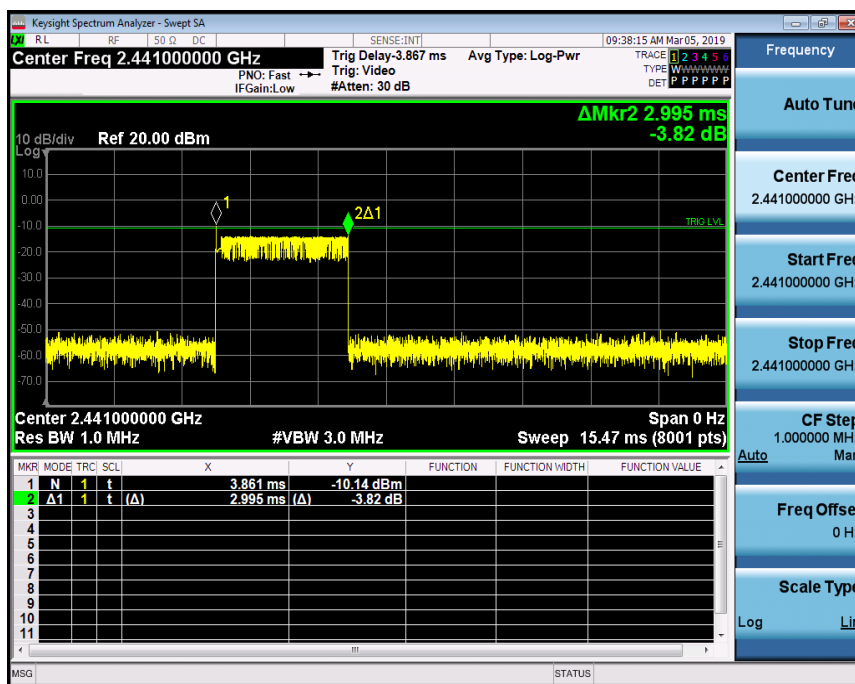 Keysight Spectrum Analyzer - Swept SA
LXI RL RF 50 Ω DC SENSE:INT 09:38:15 AM Mar 05, 2019
Center Freq 2.441000000 GHz
PNO: Fast
IFGain:Low
Trig Delay-3.867 ms
Trig: Video
#Atten: 30 dB
Avg Type: Log-Pwr
TRACE 1 2 3 4 5 6
TYPE WWWWWW
DET P P P P P P
ΔMkr2 2.995 ms
-3.82 dB
10 dB/div Ref 20.00 dBm
Log
10.0
0.00
-10.0
-20.0
-30.0
-40.0
-50.0
-60.0
-70.0
1
2Δ1
TRIG LVL
Center 2.441000000 GHz Span 0 Hz
Res BW 1.0 MHz #VBW 3.0 MHz Sweep 15.47 ms (8001 pts)
MKR MODE TRC SCL X Y FUNCTION FUNCTION WIDTH FUNCTION VALUE
1 N 1 t 3.861 ms -10.14 dBm
2 Δ1 1 t (Δ) 2.995 ms (Δ) -3.82 dB
3
4
5
6
7
8
9
10
11
MSG STATUS
Frequency
Auto Tune
Center Freq
2.441000000 GHz
Start Freq
2.441000000 GHz
Stop Freq
2.441000000 GHz
CF Step
1.000000 MHz
Auto Man
Freq Offset
0 Hz
Scale Type
Log Lin